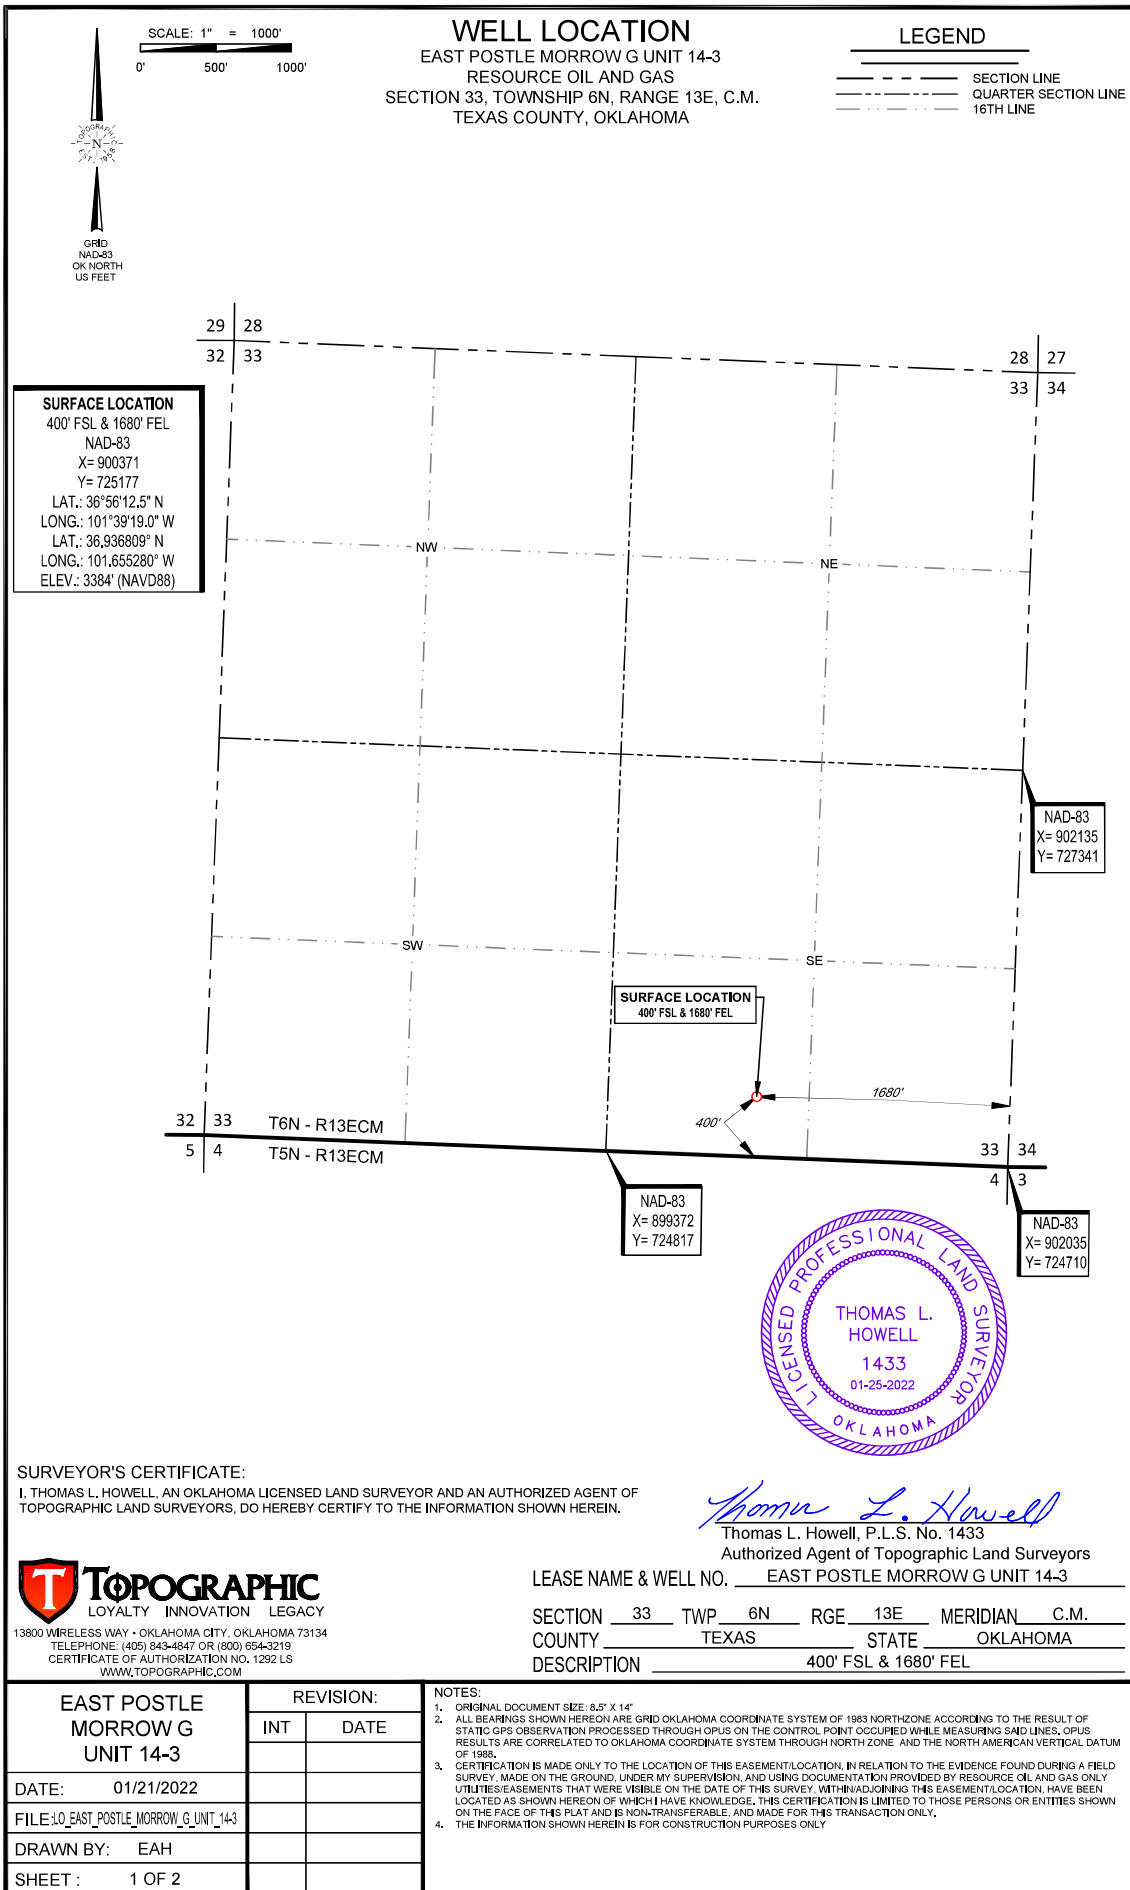 SCALE: 1" = 1000'
0' 500' 1000'
WELL LOCATION
EAST POSTLE MORROW G UNIT 14-3
RESOURCE OIL AND GAS
SECTION 33, TOWNSHIP 6N, RANGE 13E, C.M.
TEXAS COUNTY, OKLAHOMA
LEGEND
SECTION LINE
QUARTER SECTION LINE
16TH LINE
TOPOGRAPHIC
N
EST. 1958
GRID
NAD-83
OK NORTH
US FEET
29 28
32 33
28 27
33 34
SURFACE LOCATION
400' FSL & 1680' FEL
NAD-83
X= 900371
Y= 725177
LAT.: 36°56'12.5" N
LONG.: 101°39'19.0" W
LAT.: 36.936809° N
LONG.: 101.655280° W
ELEV.: 3384' (NAVD88)
NW
NE
NAD-83
X= 902135
Y= 727341
SW
SE
SURFACE LOCATION
400' FSL & 1680' FEL
1680'
400'
32 33 T6N - R13ECM
5 4 T5N - R13ECM
33 34
4 3
NAD-83
X= 899372
Y= 724817
NAD-83
X= 902035
Y= 724710
LICENSED PROFESSIONAL LAND SURVEYOR
THOMAS L.
HOWELL
1433
01-25-2022
OKLAHOMA
SURVEYOR'S CERTIFICATE:
I, THOMAS L. HOWELL, AN OKLAHOMA LICENSED LAND SURVEYOR AND AN AUTHORIZED AGENT OF
TOPOGRAPHIC LAND SURVEYORS, DO HEREBY CERTIFY TO THE INFORMATION SHOWN HEREIN.
Thomas L. Howell
Thomas L. Howell, P.L.S. No. 1433
Authorized Agent of Topographic Land Surveyors
T TOPOGRAPHIC
LOYALTY INNOVATION LEGACY
13800 WIRELESS WAY • OKLAHOMA CITY, OKLAHOMA 73134
TELEPHONE: (405) 843-4847 OR (800) 654-3219
CERTIFICATE OF AUTHORIZATION NO. 1292 LS
WWW.TOPOGRAPHIC.COM
LEASE NAME & WELL NO. EAST POSTLE MORROW G UNIT 14-3
SECTION 33 TWP 6N RGE 13E MERIDIAN C.M.
COUNTY TEXAS STATE OKLAHOMA
DESCRIPTION 400' FSL & 1680' FEL
EAST POSTLE
MORROW G
UNIT 14-3
DATE: 01/21/2022
FILE:LO_EAST_POSTLE_MORROW_G_UNIT_14-3
DRAWN BY: EAH
SHEET : 1 OF 2
REVISION:
INT DATE
NOTES:
1. ORIGINAL DOCUMENT SIZE: 8.5" X 14"
2. ALL BEARINGS SHOWN HEREON ARE GRID OKLAHOMA COORDINATE SYSTEM OF 1983 NORTHZONE ACCORDING TO THE RESULT OF
STATIC GPS OBSERVATION PROCESSED THROUGH OPUS ON THE CONTROL POINT OCCUPIED WHILE MEASURING SAID LINES. OPUS
RESULTS ARE CORRELATED TO OKLAHOMA COORDINATE SYSTEM THROUGH NORTH ZONE AND THE NORTH AMERICAN VERTICAL DATUM
OF 1988.
3. CERTIFICATION IS MADE ONLY TO THE LOCATION OF THIS EASEMENT/LOCATION, IN RELATION TO THE EVIDENCE FOUND DURING A FIELD
SURVEY, MADE ON THE GROUND, UNDER MY SUPERVISION, AND USING DOCUMENTATION PROVIDED BY RESOURCE OIL AND GAS ONLY
UTILITIES/EASEMENTS THAT WERE VISIBLE ON THE DATE OF THIS SURVEY, WITHIN/ADJOINING THIS EASEMENT/LOCATION, HAVE BEEN
LOCATED AS SHOWN HEREON OF WHICH I HAVE KNOWLEDGE. THIS CERTIFICATION IS LIMITED TO THOSE PERSONS OR ENTITIES SHOWN
ON THE FACE OF THIS PLAT AND IS NON-TRANSFERABLE, AND MADE FOR THIS TRANSACTION ONLY.
4. THE INFORMATION SHOWN HEREIN IS FOR CONSTRUCTION PURPOSES ONLY